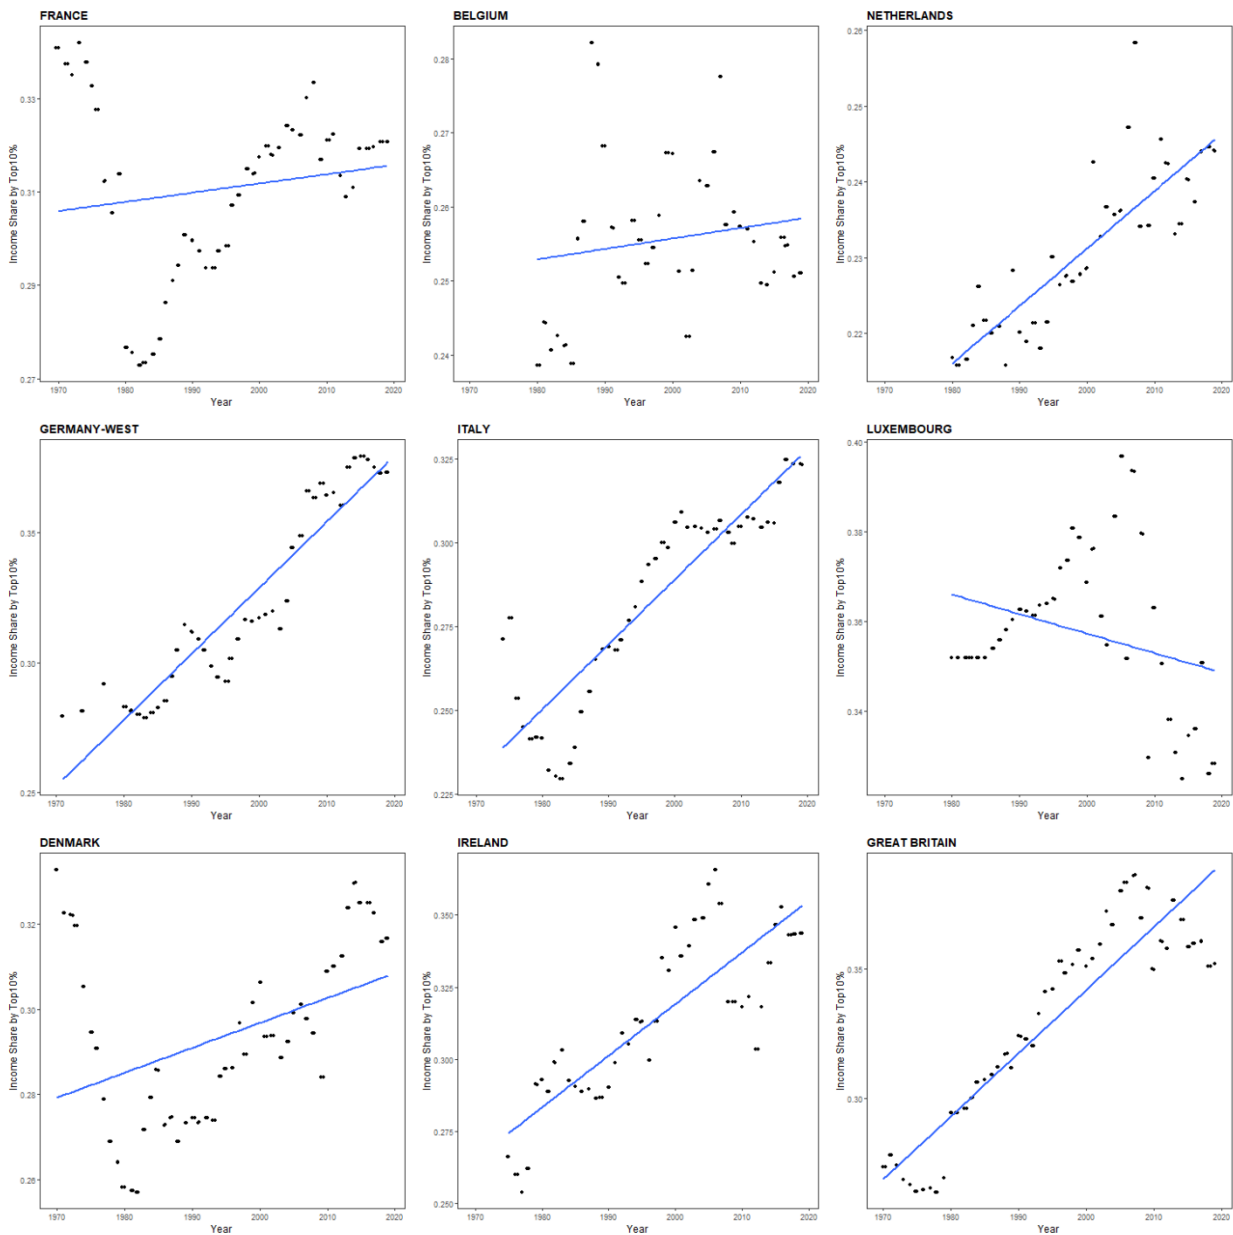 FRANCE
Income Share by Top10%
0.33
0.31
0.29
0.27
1970 1980 1990 2000 2010 2020
Year
BELGIUM
Income Share by Top10%
0.28
0.27
0.26
0.25
0.24
1970 1980 1990 2000 2010 2020
Year
NETHERLANDS
Income Share by Top10%
0.26
0.25
0.24
0.23
0.22
1970 1980 1990 2000 2010 2020
Year
GERMANY-WEST
Income Share by Top10%
0.35
0.30
0.25
1970 1980 1990 2000 2010 2020
Year
ITALY
Income Share by Top10%
0.325
0.300
0.275
0.250
0.225
1970 1980 1990 2000 2010 2020
Year
LUXEMBOURG
Income Share by Top10%
0.40
0.38
0.36
0.34
1970 1980 1990 2000 2010 2020
Year
DENMARK
Income Share by Top10%
0.32
0.30
0.28
0.26
1970 1980 1990 2000 2010 2020
Year
IRELAND
Income Share by Top10%
0.350
0.325
0.300
0.275
0.250
1970 1980 1990 2000 2010 2020
Year
GREAT BRITAIN
Income Share by Top10%
0.35
0.30
1970 1980 1990 2000 2010 2020
Year